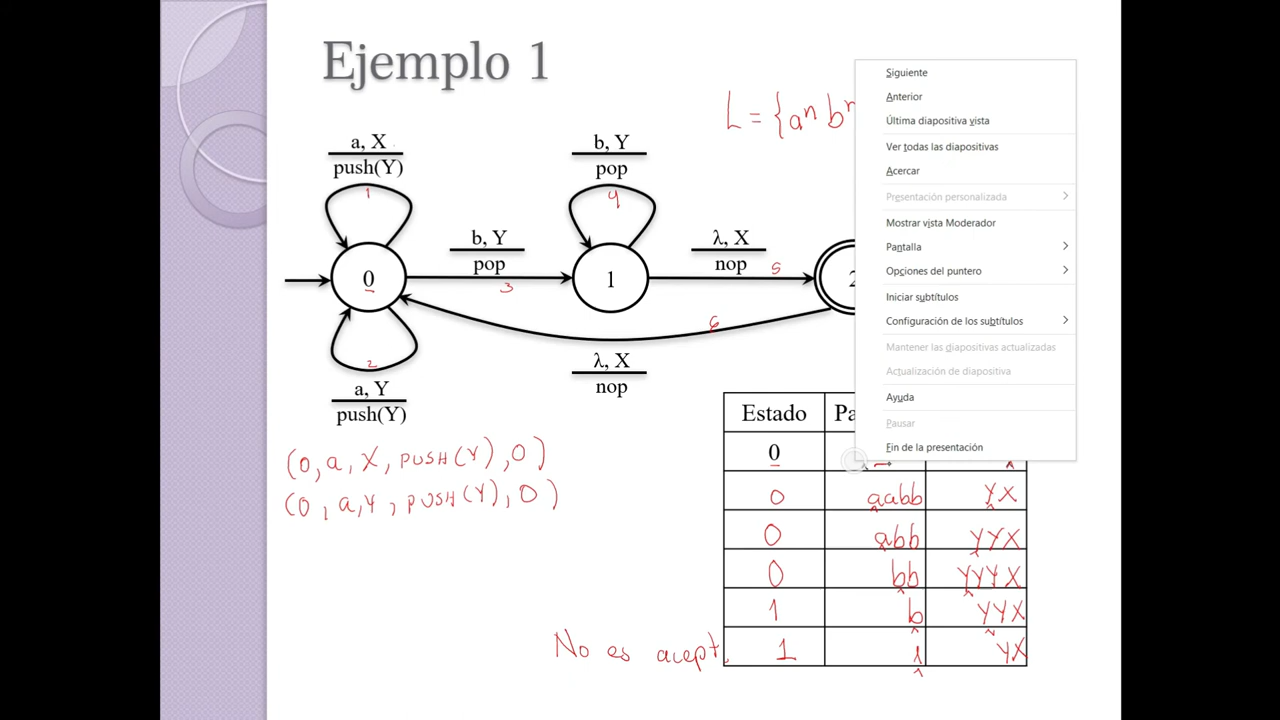 Ejemplo 1
L = {aⁿ bⁿ
a, X
push(Y)
1
b, Y
pop
4
b, Y
pop
3
λ, X
nop
5
0
1
2
6
λ, X
nop
2
a, Y
push(Y)
(0, a, X, PUSH(Y), 0)
(0, a, Y, PUSH(Y), 0)
Siguiente
Anterior
Última diapositiva vista
Ver todas las diapositivas
Acercar
Presentación personalizada
Mostrar vista Moderador
Pantalla
Opciones del puntero
Iniciar subtítulos
Configuración de los subtítulos
Mantener las diapositivas actualizadas
Actualización de diapositiva
Ayuda
Pausar
Fin de la presentación
Estado Pa
0
0 aabb YX
0 abb YYX
0 bb YYYX
1 b YYX
No es acept. 1 λ YX